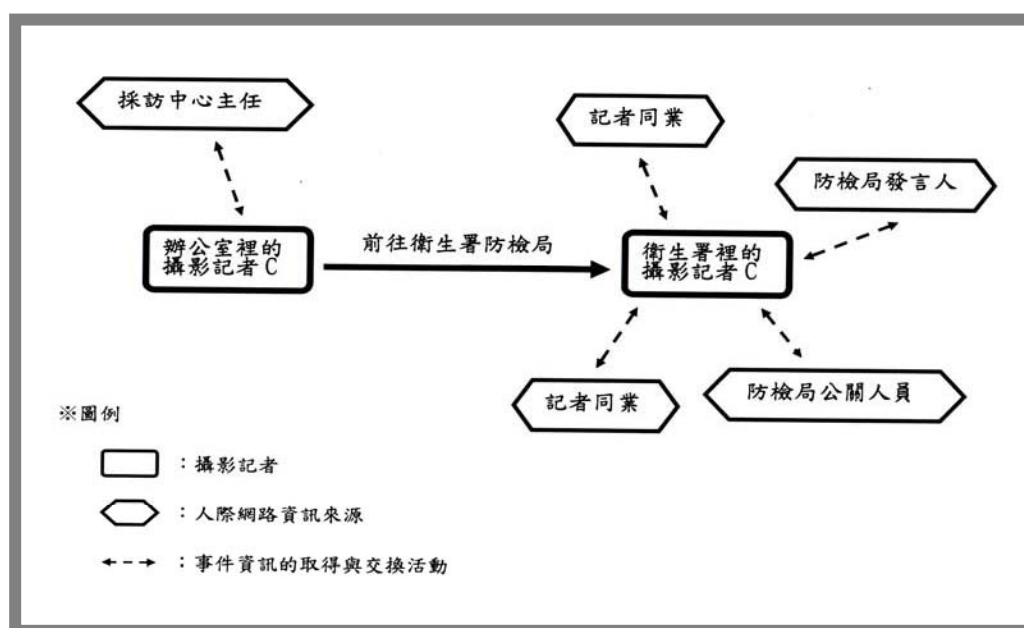 採訪中心主任
記者同業
防檢局發言人
辦公室裡的
攝影記者C
前往衛生署防檢局
衛生署裡的
攝影記者C
記者同業
防檢局公關人員
※圖例
：攝影記者
：人際網路資訊來源
：事件資訊的取得與交換活動